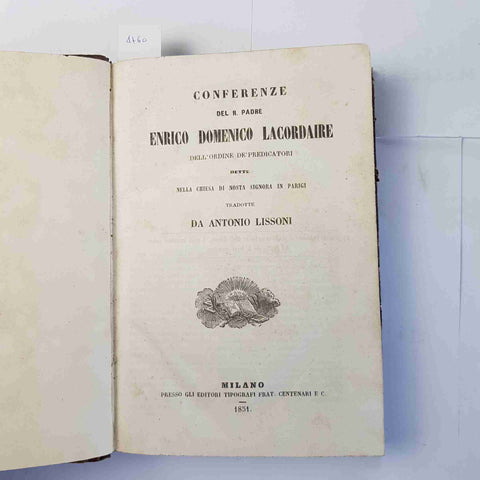 1460
CONFERENZE
DEL R. PADRE
ENRICO DOMENICO LACORDAIRE
DELL'ORDINE DE' PREDICATORI
DETTE
NELLA CHIESA DI NOSTA SIGNORA IN PARIGI
TRADOTTE
DA ANTONIO LISSONI
MILANO
PRESSO GLI EDITORI TIPOGRAFI FRAT. CENTENARI E C.
1851.